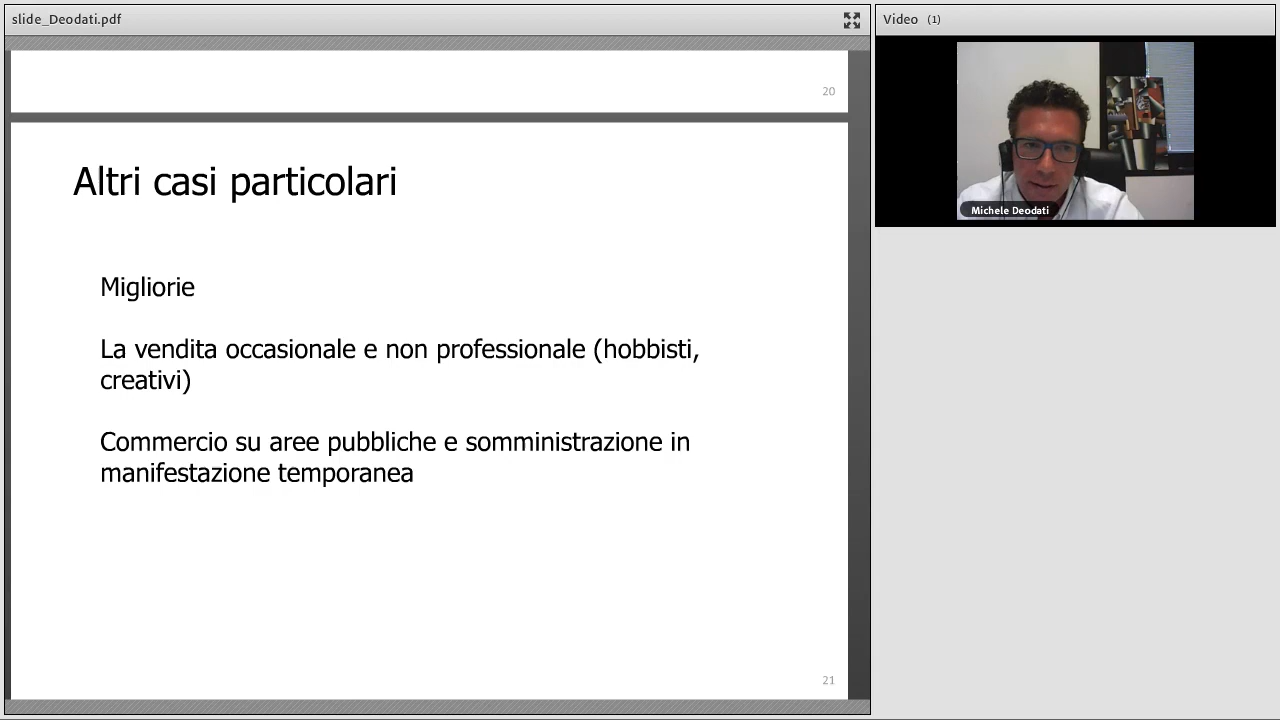 slide_Deodati.pdf
Video (1)
20
Altri casi particolari
Migliorie
La vendita occasionale e non professionale (hobbisti,
creativi)
Commercio su aree pubbliche e somministrazione in
manifestazione temporanea
21
Michele Deodati